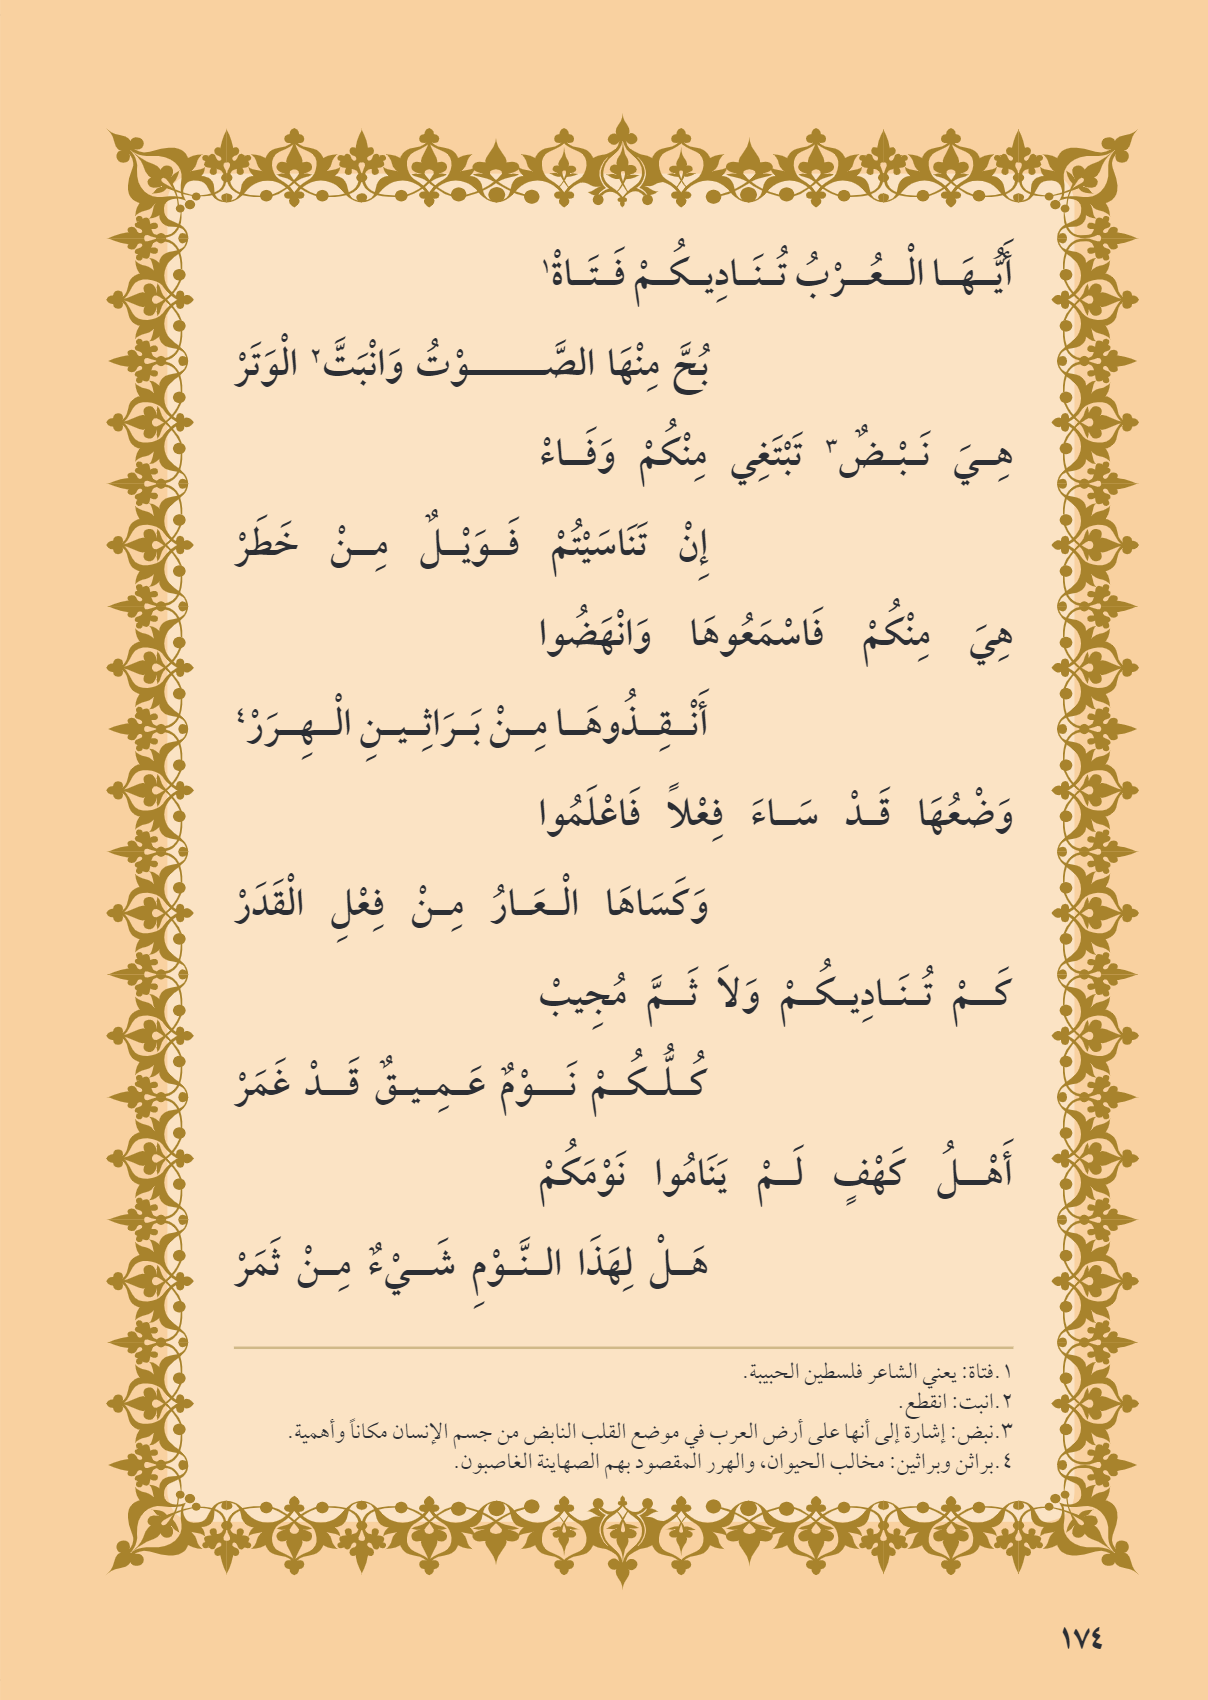 أَيُّهَا الْعُرْبُ تُنَادِيكُمْ فَتَاةْ١
بُحَّ مِنْهَا الصَّوْتُ وَانْبَتَّ٢ الْوَتَرْ
هِيَ نَبْضٌ٣ تَبْتَغِي مِنْكُمْ وَفَاءْ
إِنْ تَنَاسَيْتُمْ فَوَيْلٌ مِنْ خَطَرْ
هِيَ مِنْكُمْ فَاسْمَعُوهَا وَانْهَضُوا
أَنْقِذُوهَا مِنْ بَرَاثِينِ الْهِرَرْ٤
وَضْعُهَا قَدْ سَاءَ فِعْلاً فَاعْلَمُوا
وَكَسَاهَا الْعَارُ مِنْ فِعْلِ الْقَدَرْ
كَمْ تُنَادِيكُمْ وَلاَ ثَمَّ مُجِيبْ
كُلُّكُمْ نَوْمٌ عَمِيقٌ قَدْ غَمَرْ
أَهْلُ كَهْفٍ لَمْ يَنَامُوا نَوْمَكُمْ
هَلْ لِهَذَا النَّوْمِ شَيْءٌ مِنْ ثَمَرْ
١.فتاة: يعني الشاعر فلسطين الحبيبة.
٢.انبت: انقطع.
٣.نبض: إشارة إلى أنها على أرض العرب في موضع القلب النابض من جسم الإنسان مكاناً وأهمية.
٤.براثن وبراثين: مخالب الحيوان، والهرر المقصود بهم الصهاينة الغاصبون.
١٧٤